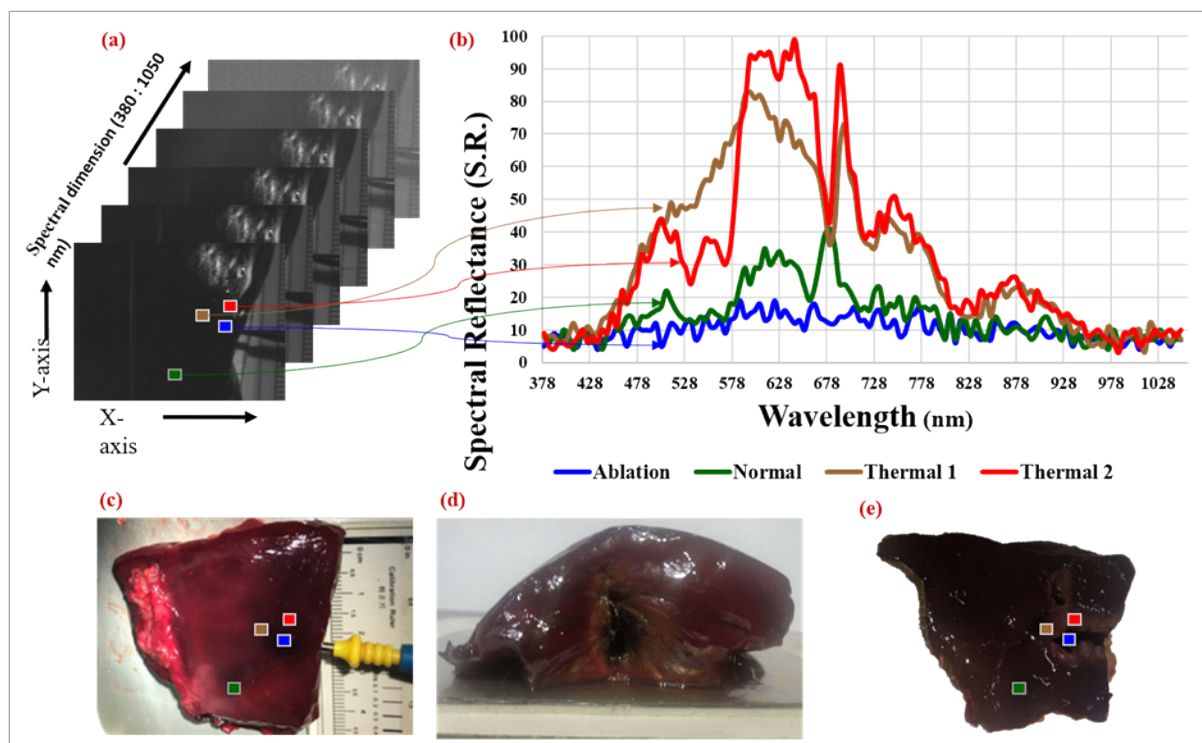 (a)
Spectral dimension (380 : 1050
nm)
Y-axis
X-
axis
(b)
Spectral Reflectance (S.R.)
100
90
80
70
60
50
40
30
20
10
0
378 428 478 528 578 628 678 728 778 828 878 928 978 1028
Wavelength (nm)
Ablation Normal Thermal 1 Thermal 2
(c)
Calibration Ruler
(d)
(e)